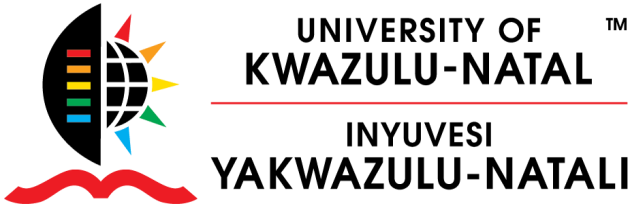 UNIVERSITY OF ™
KWAZULU-NATAL
INYUVESI
YAKWAZULU-NATALI